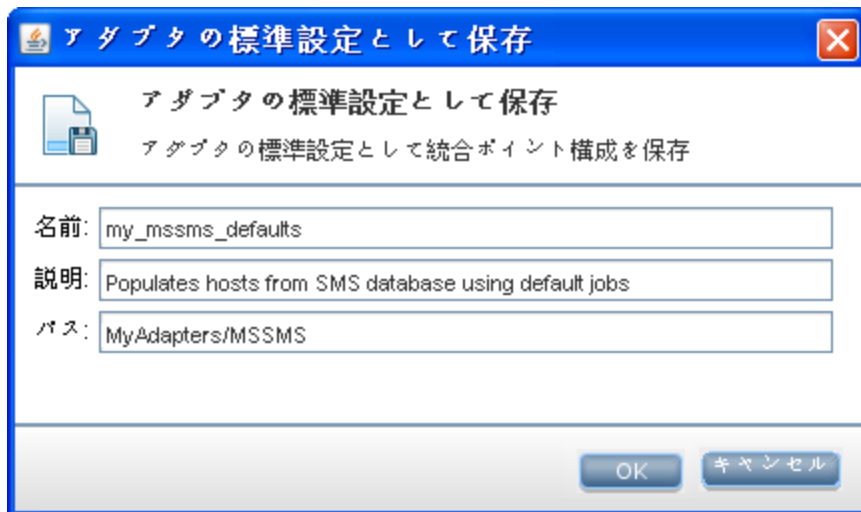 アダプタの標準設定として保存
アダプタの標準設定として保存
アダプタの標準設定として統合ポイント構成を保存
名前: my_mssms_defaults
説明: Populates hosts from SMS database using default jobs
パス: MyAdapters/MSSMS
OK キャンセル